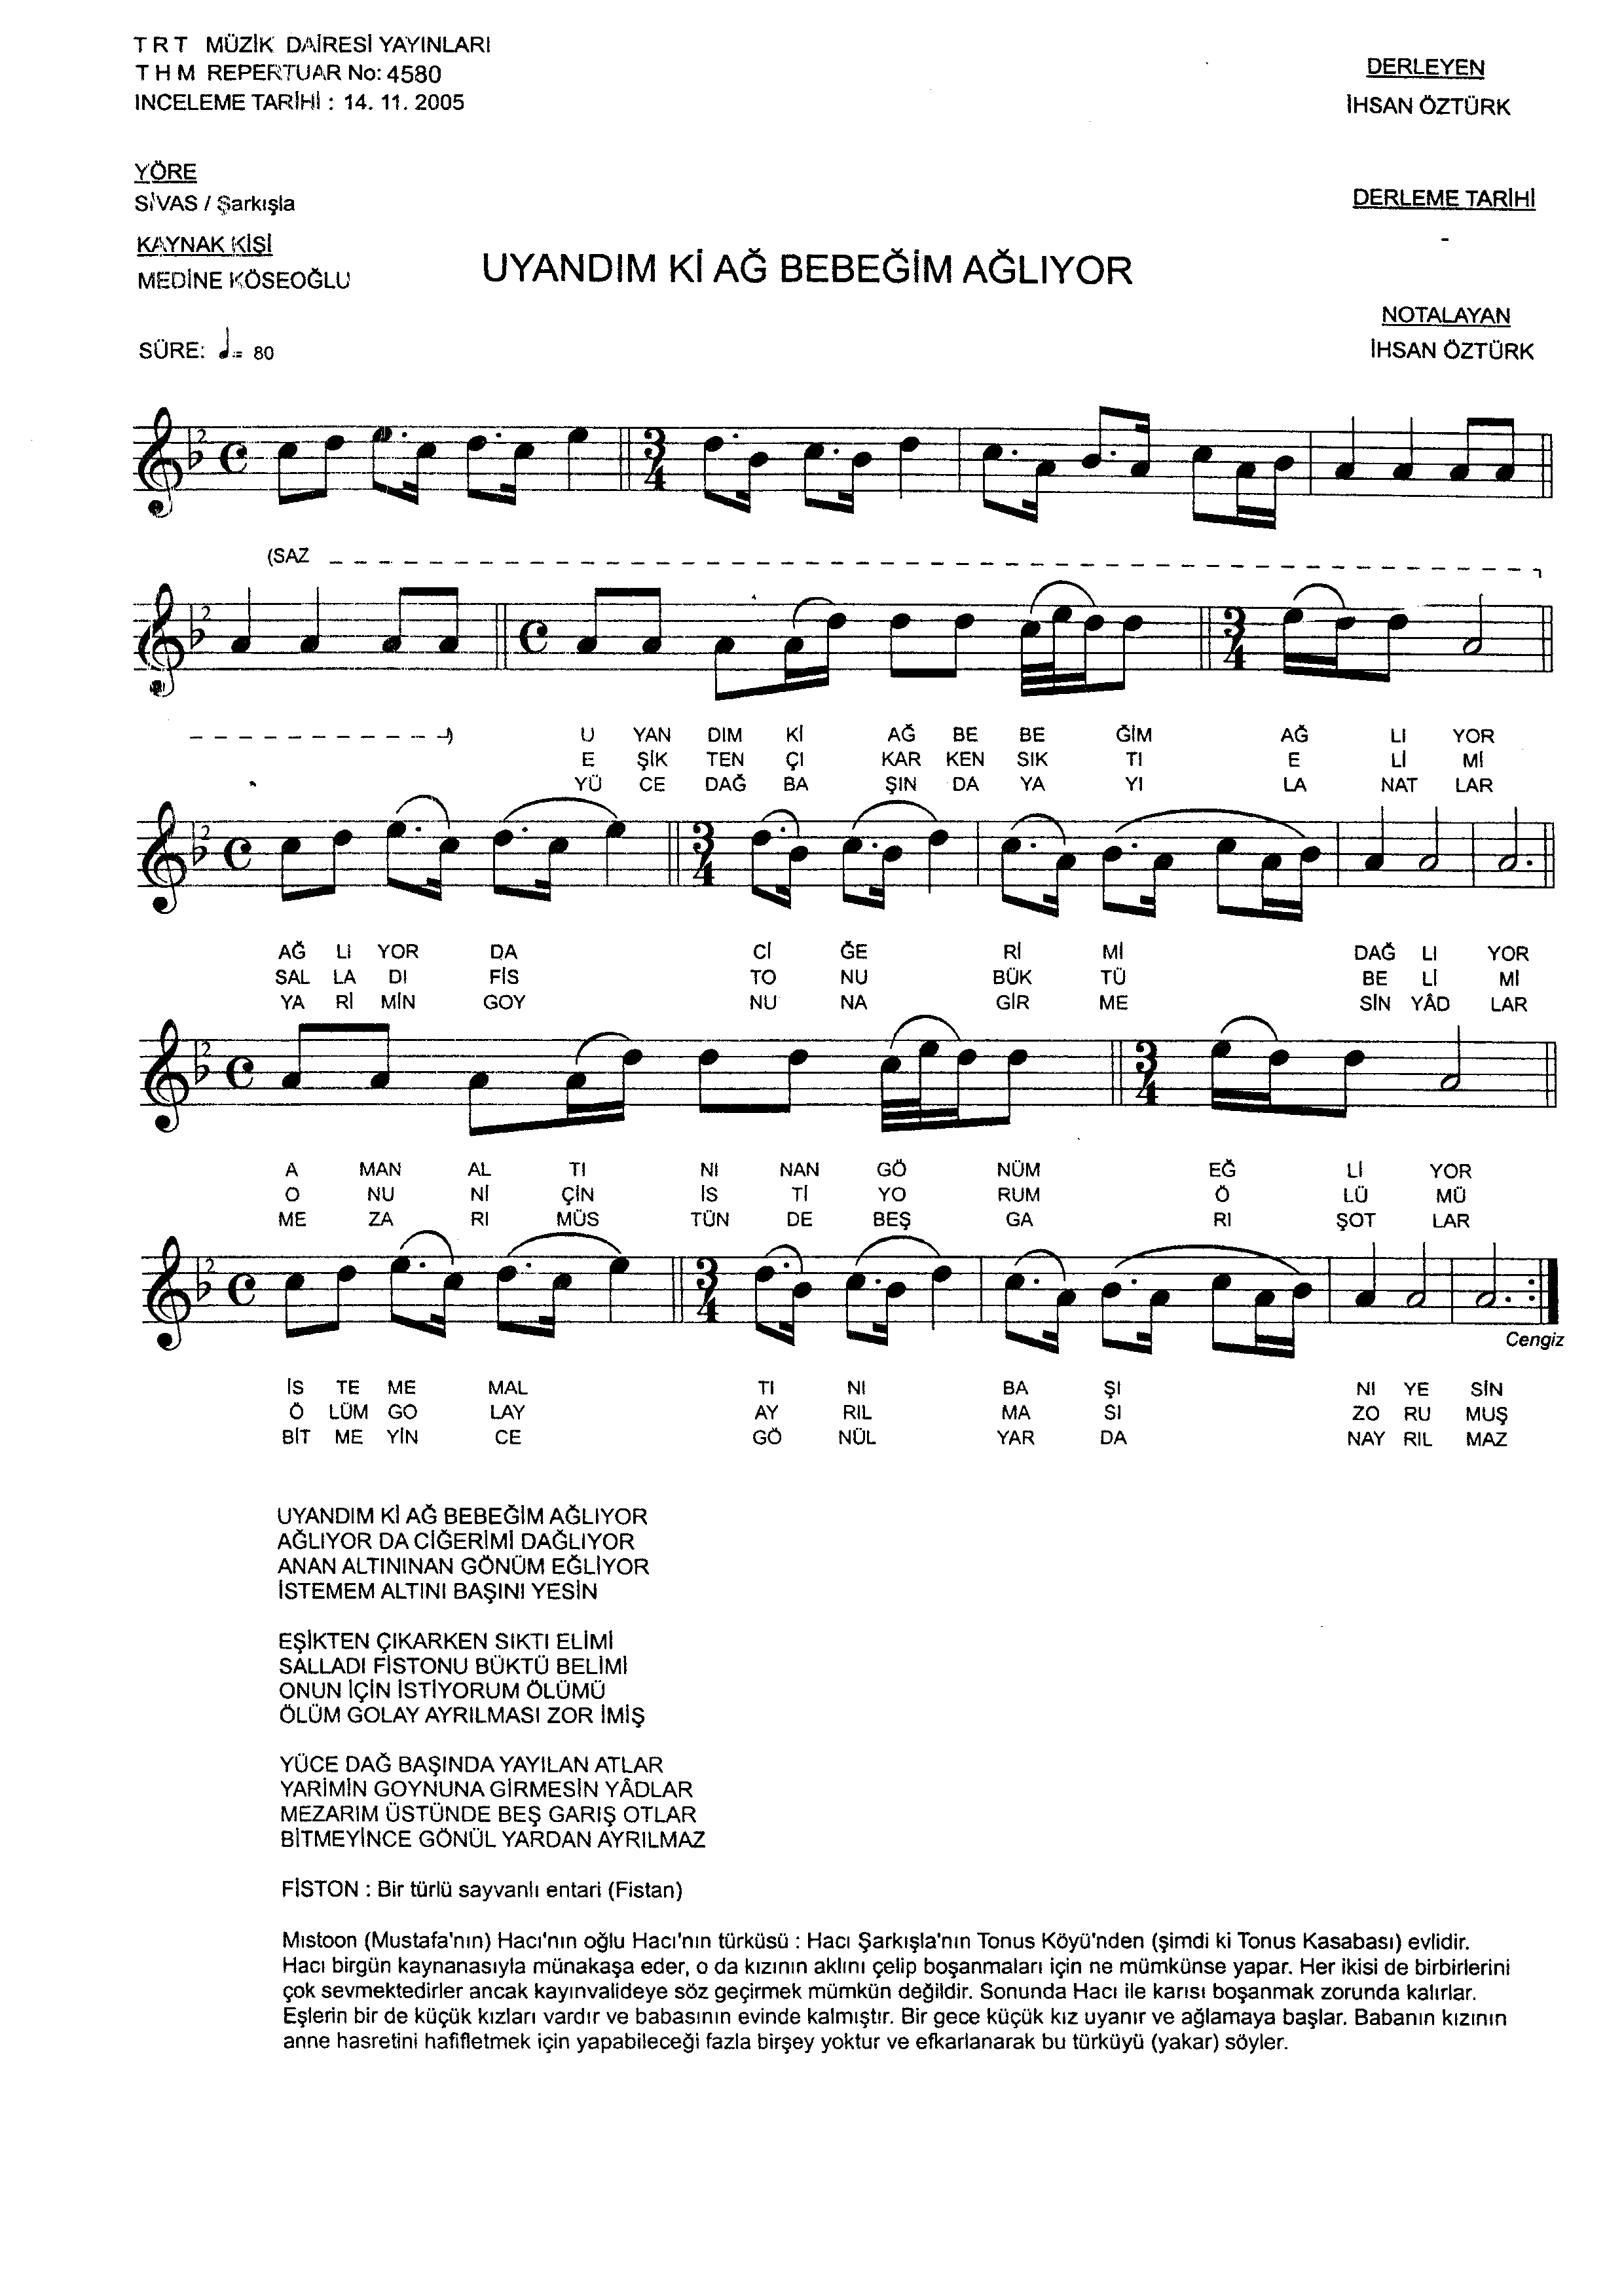 TRT MÜZİK DAİRESİ YAYINLARI
THM REPERTUAR No: 4580
INCELEME TARİHİ : 14. 11. 2005
DERLEYEN
İHSAN ÖZTÜRK
YÖRE
SİVAS / Şarkışla
DERLEME TARİHİ
-
KAYNAK KİŞİ
MEDİNE KÖSEOĞLU
UYANDIM Kİ AĞ BEBEĞİM AĞLIYOR
NOTALAYAN
İHSAN ÖZTÜRK
SÜRE: ♩= 80
(SAZ
U YAN DIM Kİ AĞ BE BE ĞİM AĞ LI YOR
E ŞİK TEN ÇI KAR KEN SIK TI E Lİ Mİ
YÜ CE DAĞ BA ŞIN DA YA YI LA NAT LAR
AĞ LI YOR DA Cİ ĞE Rİ Mİ DAĞ LI YOR
SAL LA DI FİS TO NU BÜK TÜ BE Lİ Mİ
YA Rİ MİN GOY NU NA GİR ME SİN YÂD LAR
A MAN AL TI NI NAN GÖ NÜM EĞ Lİ YOR
O NU Nİ ÇİN İS Tİ YO RUM Ö LÜ MÜ
ME ZA RI MÜS TÜN DE BEŞ GA RI ŞOT LAR
Cengiz
İS TE ME MAL TI NI BA ŞI NI YE SİN
Ö LÜM GO LAY AY RIL MA SI ZO RU MUŞ
BİT ME YİN CE GÖ NÜL YAR DA NAY RIL MAZ
UYANDIM Kİ AĞ BEBEĞİM AĞLIYOR
AĞLIYOR DA CİĞERİMİ DAĞLIYOR
ANAN ALTININAN GÖNÜM EĞLİYOR
İSTEMEM ALTINI BAŞINI YESİN
EŞİKTEN ÇIKARKEN SIKTI ELİMİ
SALLADI FİSTONU BÜKTÜ BELİMİ
ONUN İÇİN İSTİYORUM ÖLÜMÜ
ÖLÜM GOLAY AYRILMASI ZOR İMİŞ
YÜCE DAĞ BAŞINDA YAYILAN ATLAR
YARİMİN GOYNUNA GİRMESİN YÂDLAR
MEZARIM ÜSTÜNDE BEŞ GARIŞ OTLAR
BİTMEYİNCE GÖNÜL YARDAN AYRILMAZ
FİSTON : Bir türlü sayvanlı entari (Fistan)
Mıstoon (Mustafa'nın) Hacı'nın oğlu Hacı'nın türküsü : Hacı Şarkışla'nın Tonus Köyü'nden (şimdi ki Tonus Kasabası) evlidir.
Hacı birgün kaynanasıyla münakaşa eder, o da kızının aklını çelip boşanmaları için ne mümkünse yapar. Her ikisi de birbirlerini
çok sevmektedirler ancak kayınvalideye söz geçirmek mümkün değildir. Sonunda Hacı ile karısı boşanmak zorunda kalırlar.
Eşlerin bir de küçük kızları vardır ve babasının evinde kalmıştır. Bir gece küçük kız uyanır ve ağlamaya başlar. Babanın kızının
anne hasretini hafifletmek için yapabileceği fazla birşey yoktur ve efkarlanarak bu türküyü (yakar) söyler.